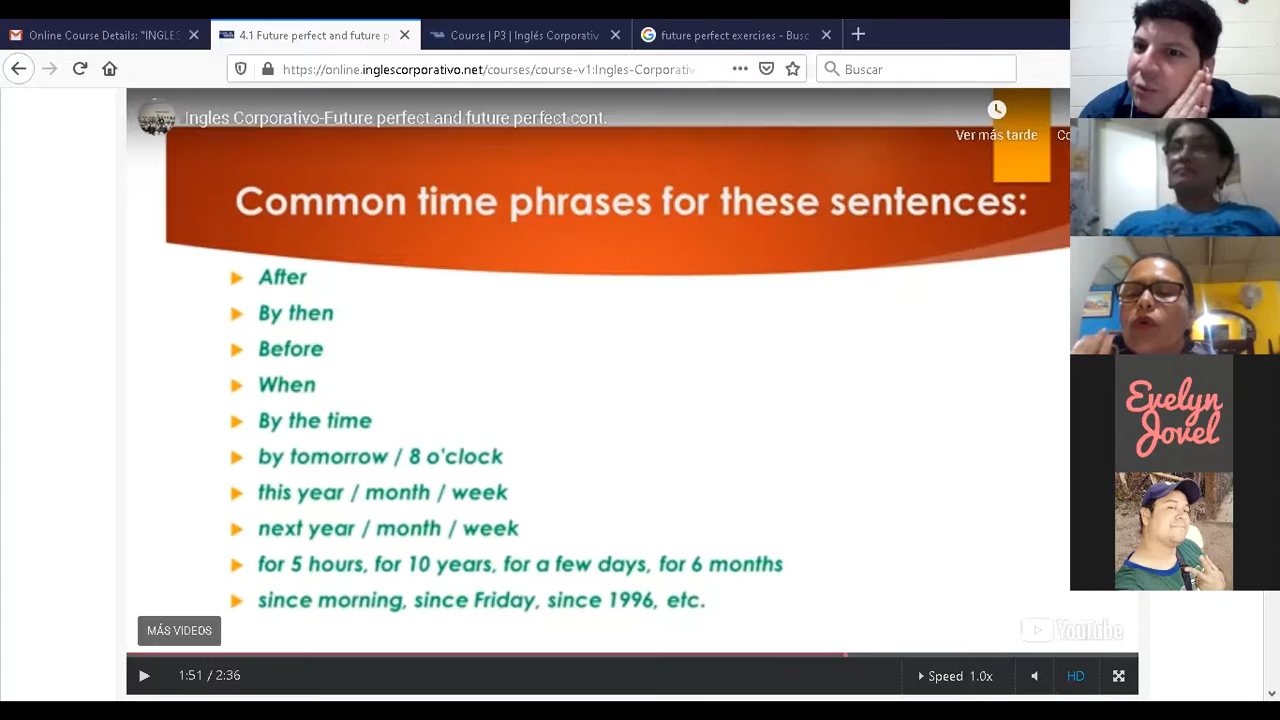 Online Course Details: "INGLES
4.1 Future perfect and future p
Course | P3 | Inglés Corporativ
future perfect exercises - Busc
https://online.inglescorporativo.net/courses/course-v1:Ingles-Corporativ
Buscar
Ingles Corporativo-Future perfect and future perfect cont.
Ver más tarde
Co
Common time phrases for these sentences:
After
By then
Before
When
By the time
by tomorrow / 8 o'clock
this year / month / week
next year / month / week
for 5 hours, for 10 years, for a few days, for 6 months
since morning, since Friday, since 1996, etc.
MÁS VIDEOS
YouTube
1:51 / 2:36
Speed 1.0x
HD
Evelyn
Jovel